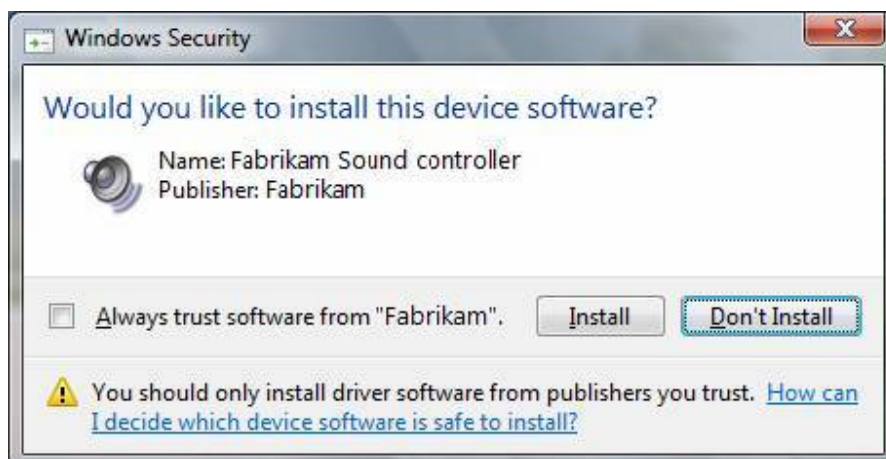 Windows Security
Would you like to install this device software?
Name: Fabrikam Sound controller
Publisher: Fabrikam
Always trust software from "Fabrikam".
Install
Don't Install
You should only install driver software from publishers you trust. How can
I decide which device software is safe to install?